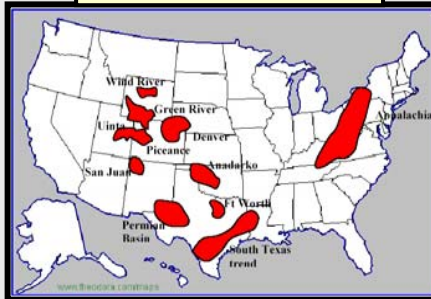 Wind River
Green River
Uinta
Denver
Piceance
Anadarko
San Juan
Ft Worth
Permian
Basin
South Texas
trend
Appalachia
www.theodora.com/maps